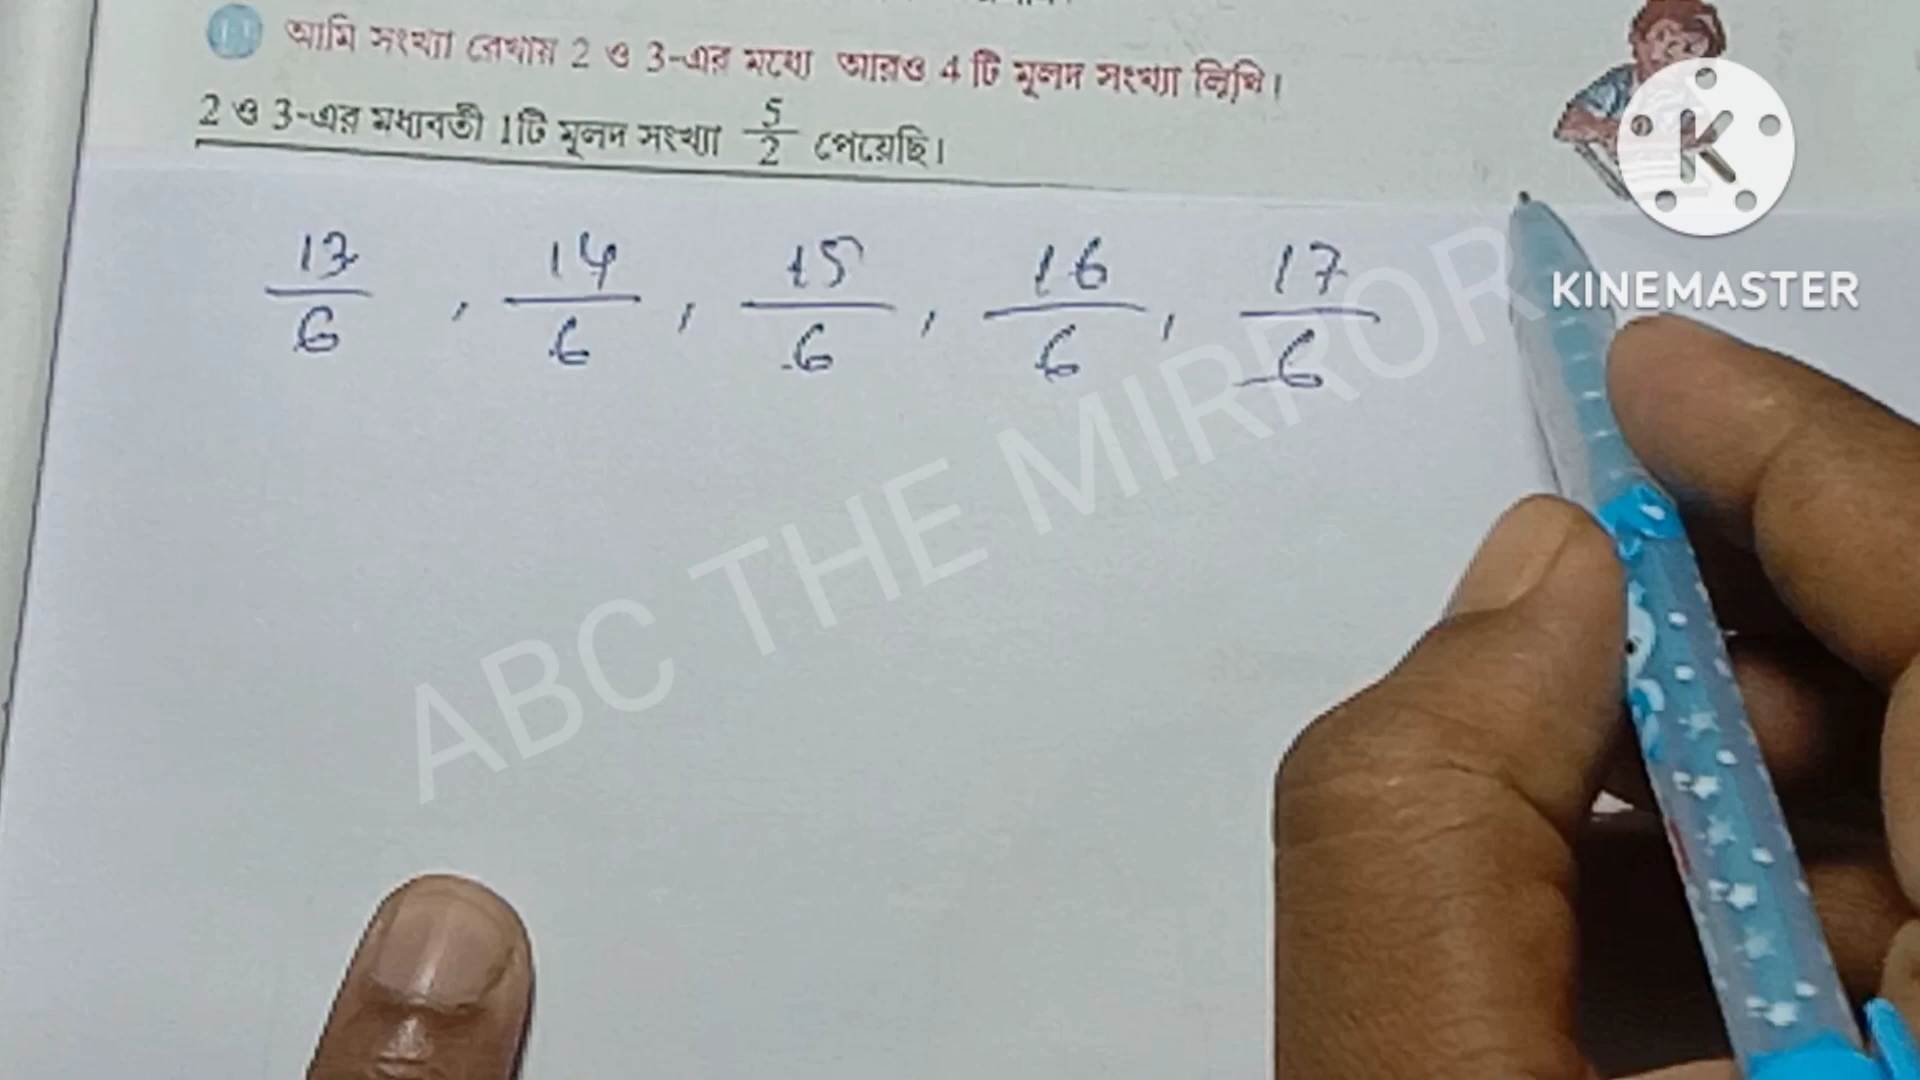 11 আমি সংখ্যা রেখায় 2 ও 3-এর মধ্যে আরও 4 টি মূলদ সংখ্যা লিখি।
2 ও 3-এর মধ্যবর্তী 1টি মূলদ সংখ্যা 5/2 পেয়েছি।
13/6 , 14/6 , 15/6 , 16/6 , 17/6
K
KINEMASTER
ABC THE MIRROR